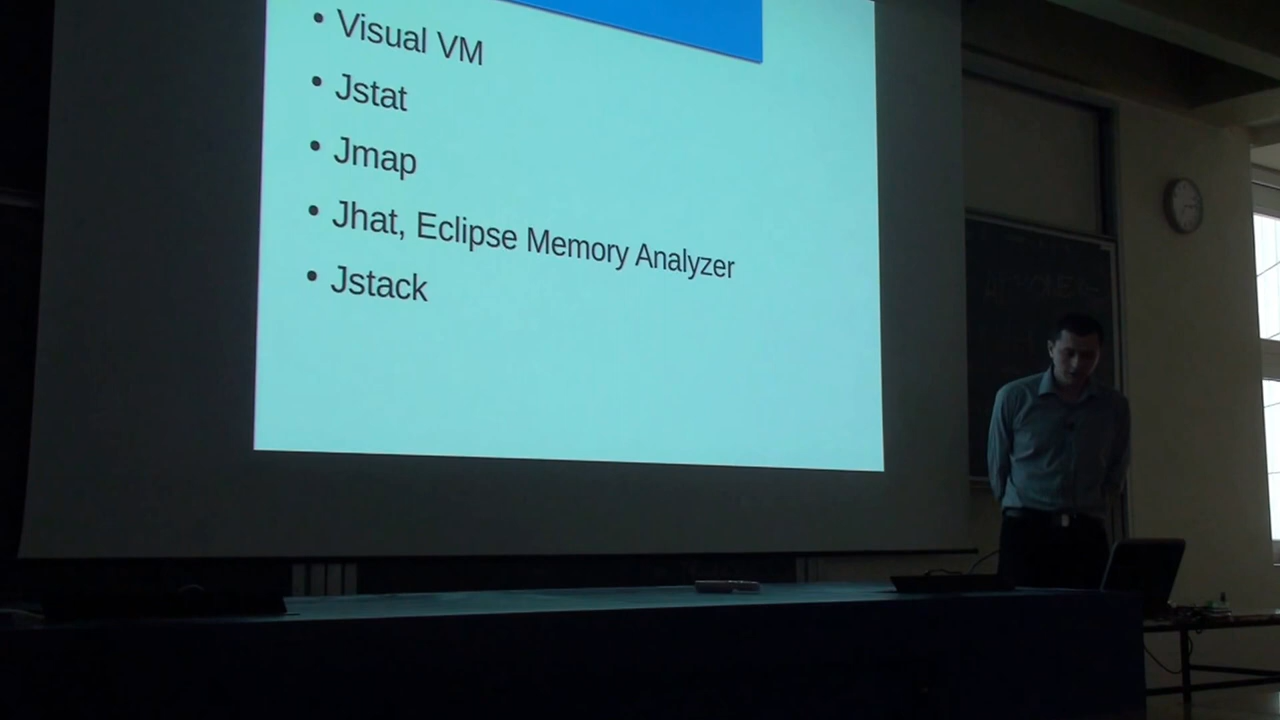 • Visual VM
• Jstat
• Jmap
• Jhat, Eclipse Memory Analyzer
• Jstack